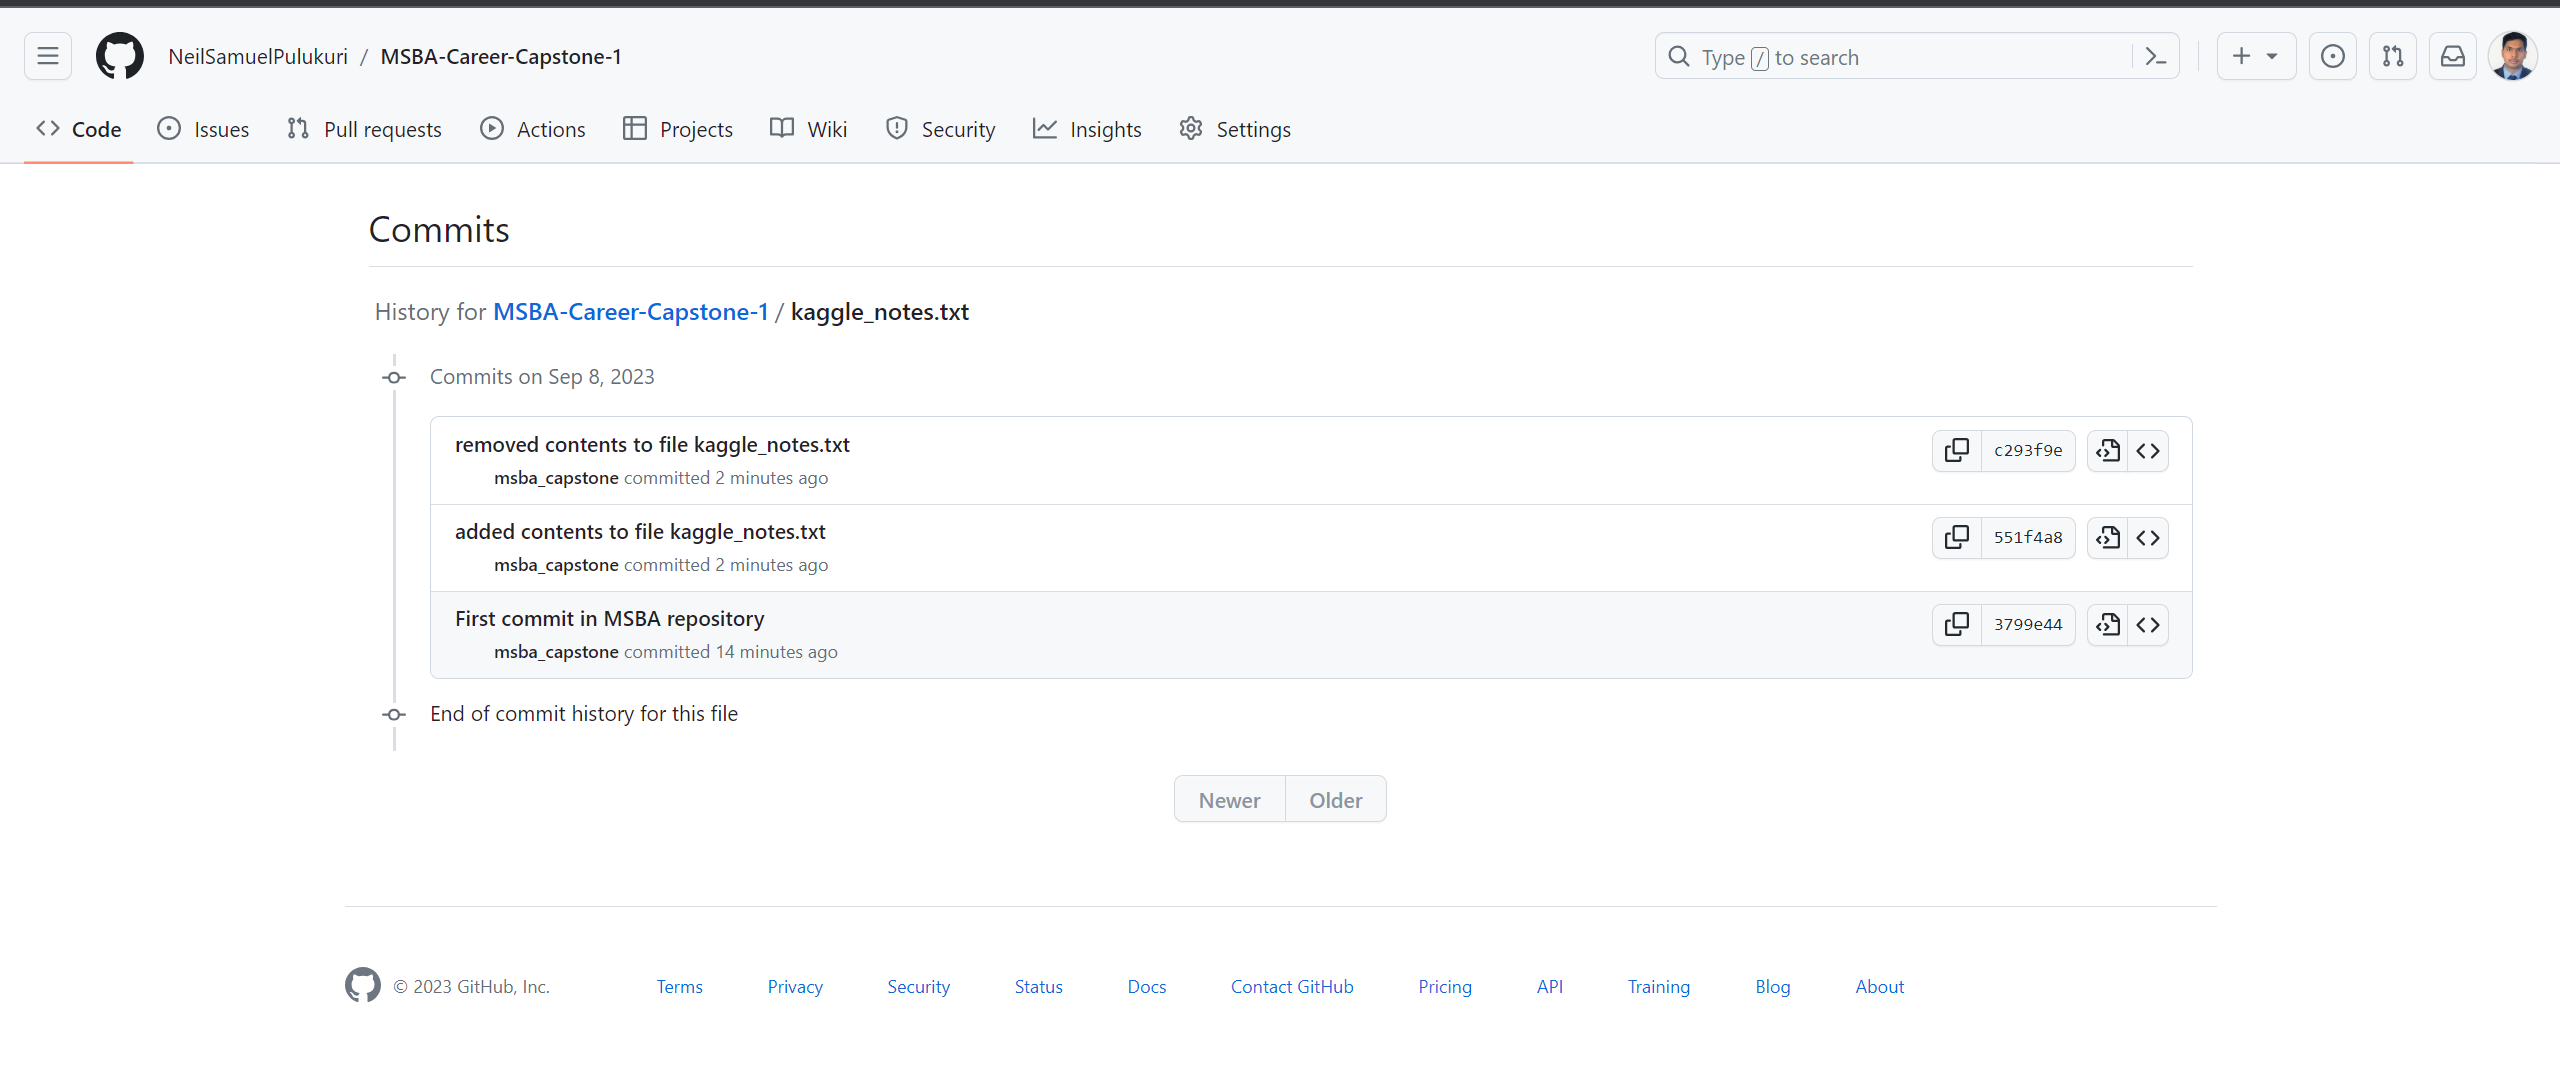 NeilSamuelPulukuri / MSBA-Career-Capstone-1
Type / to search
Code Issues Pull requests Actions Projects Wiki Security Insights Settings
Commits
History for MSBA-Career-Capstone-1 / kaggle_notes.txt
Commits on Sep 8, 2023
removed contents to file kaggle_notes.txt
c293f9e
msba_capstone committed 2 minutes ago
added contents to file kaggle_notes.txt
551f4a8
msba_capstone committed 2 minutes ago
First commit in MSBA repository
3799e44
msba_capstone committed 14 minutes ago
End of commit history for this file
Newer Older
© 2023 GitHub, Inc. Terms Privacy Security Status Docs Contact GitHub Pricing API Training Blog About